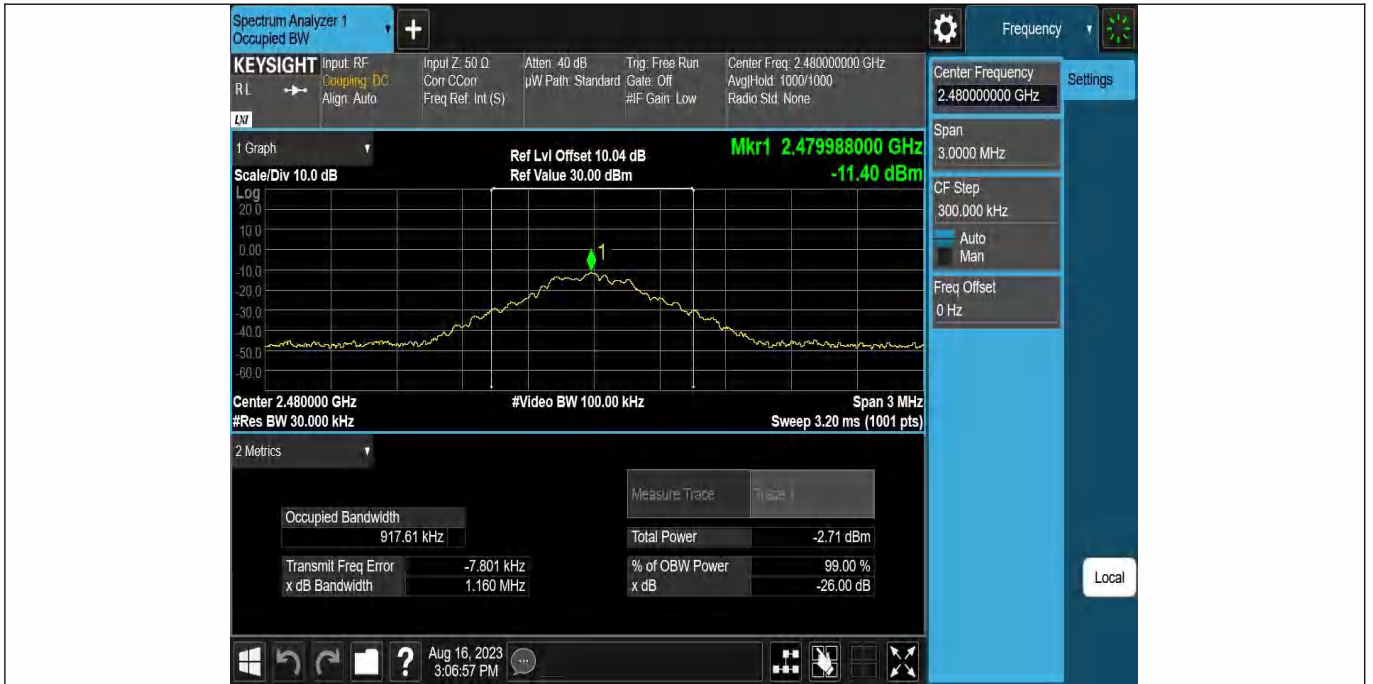 Spectrum Analyzer 1
Occupied BW
+
Frequency
KEYSIGHT
R L
LXI
Input: RF
Coupling: DC
Align: Auto
Input Z: 50 Ω
Corr CCorr
Freq Ref: Int (S)
Atten: 40 dB
µW Path: Standard
Trig: Free Run
Gate: Off
#IF Gain: Low
Center Freq: 2.480000000 GHz
Avg|Hold: 1000/1000
Radio Std: None
Center Frequency
2.480000000 GHz
Settings
Span
3.0000 MHz
CF Step
300.000 kHz
Auto
Man
Freq Offset
0 Hz
Local
1 Graph
Scale/Div 10.0 dB
Ref Lvl Offset 10.04 dB
Ref Value 30.00 dBm
Mkr1 2.479988000 GHz
-11.40 dBm
Log
20.0
10.0
0.00
-10.0
-20.0
-30.0
-40.0
-50.0
-60.0
1
Center 2.480000 GHz
#Res BW 30.000 kHz
#Video BW 100.00 kHz
Span 3 MHz
Sweep 3.20 ms (1001 pts)
2 Metrics
Measure Trace Trace 1
Occupied Bandwidth
917.61 kHz
Total Power -2.71 dBm
Transmit Freq Error -7.801 kHz
% of OBW Power 99.00 %
x dB Bandwidth 1.160 MHz
x dB -26.00 dB
?
Aug 16, 2023
3:06:57 PM